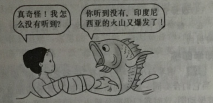 真奇怪！我怎
么没有听到？
你听到没有，印度尼
西亚的火山又爆发了！